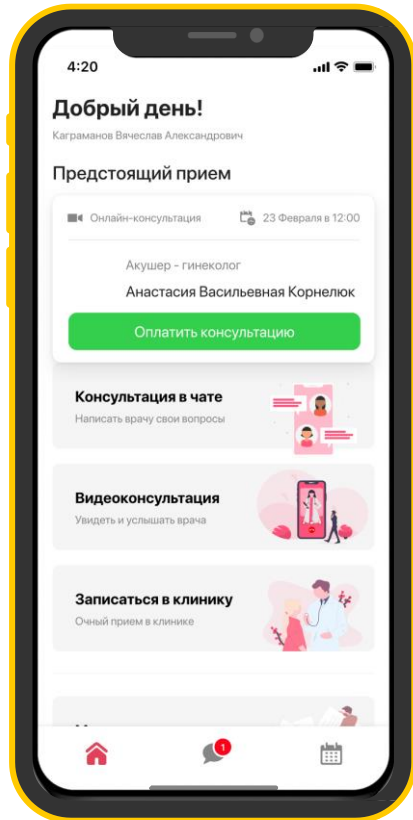 4:20
Добрый день!
Каграманов Вячеслав Александрович
Предстоящий прием
Онлайн-консультация
23 Февраля в 12:00
Акушер - гинеколог
Анастасия Васильевная Корнелюк
Оплатить консультацию
Консультация в чате
Написать врачу свои вопросы
Видеоконсультация
Увидеть и услышать врача
Записаться в клинику
Очный прием в клинике
1